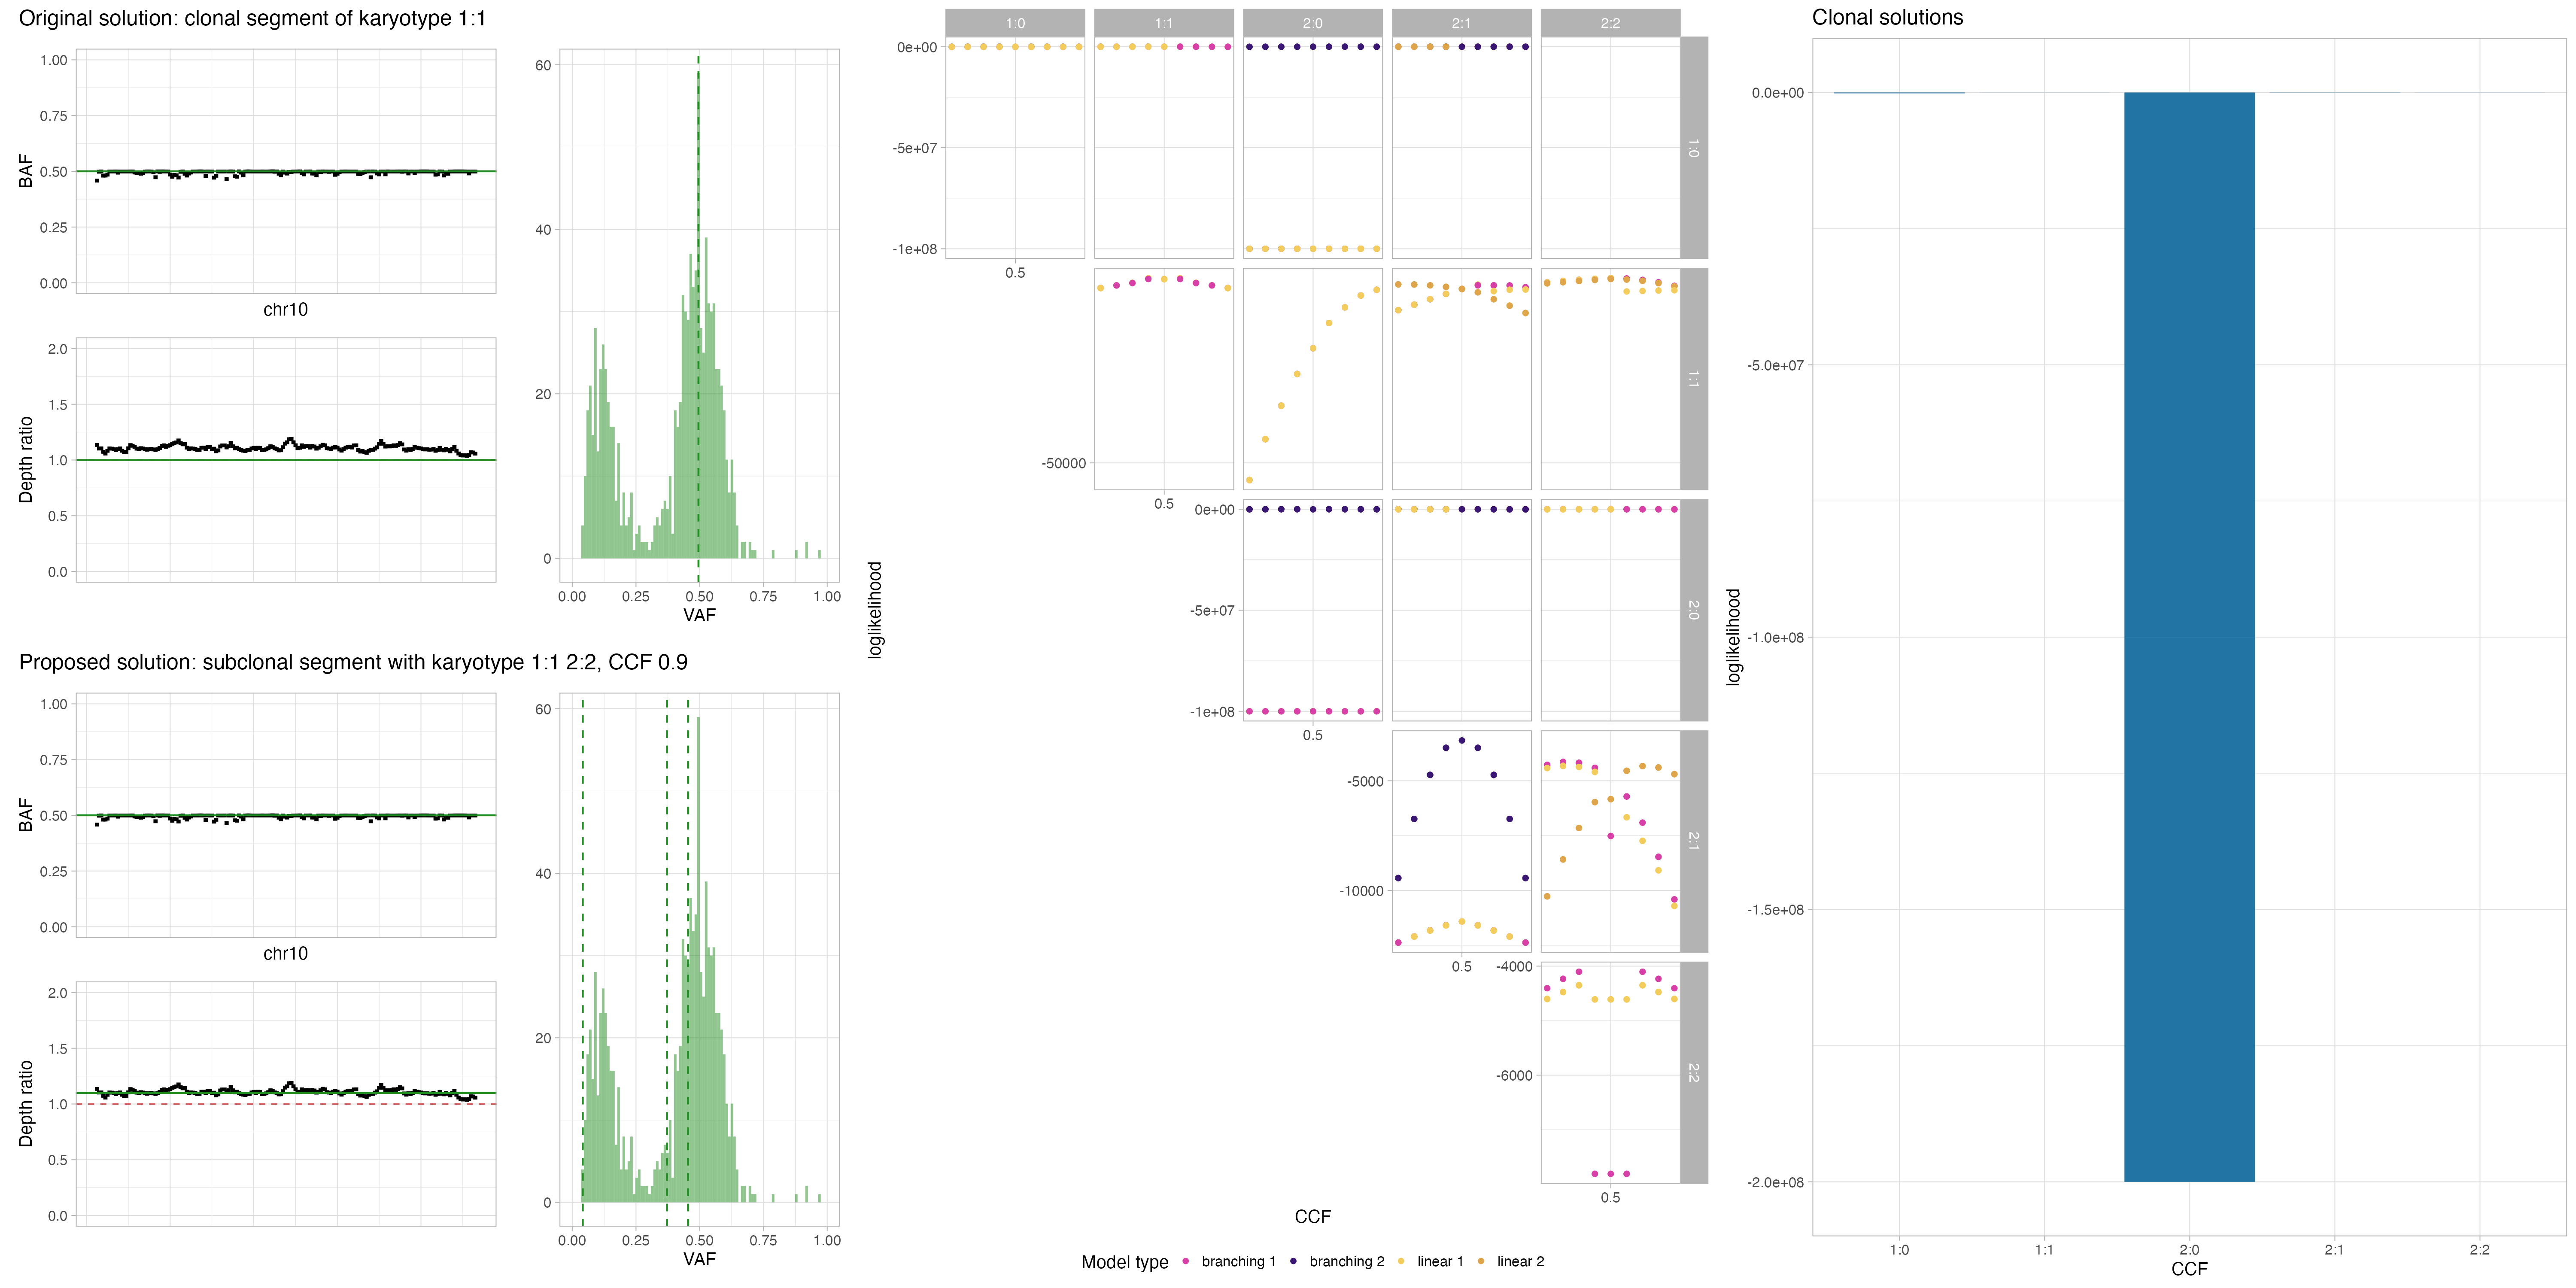 Original solution: clonal segment of karyotype 1:1
1.00
0.75
0.50
0.25
0.00
BAF
chr10
2.0
1.5
1.0
0.5
0.0
Depth ratio
60
40
20
0
0.00 0.25 0.50 0.75 1.00
VAF
Proposed solution: subclonal segment with karyotype 1:1 2:2, CCF 0.9
1.00
0.75
0.50
0.25
0.00
BAF
chr10
2.0
1.5
1.0
0.5
0.0
Depth ratio
60
40
20
0
0.00 0.25 0.50 0.75 1.00
VAF
1:0 1:1 2:0 2:1 2:2
0e+00
-5e+07
-1e+08
0.5
1:0
-50000
0.5
1:1
0e+00
-5e+07
-1e+08
0.5
2:0
-5000
-10000
0.5
2:1
-4000
-6000
0.5
2:2
loglikelihood
CCF
Model type branching 1 branching 2 linear 1 linear 2
Clonal solutions
0.0e+00
-5.0e+07
-1.0e+08
-1.5e+08
-2.0e+08
loglikelihood
1:0 1:1 2:0 2:1 2:2
CCF